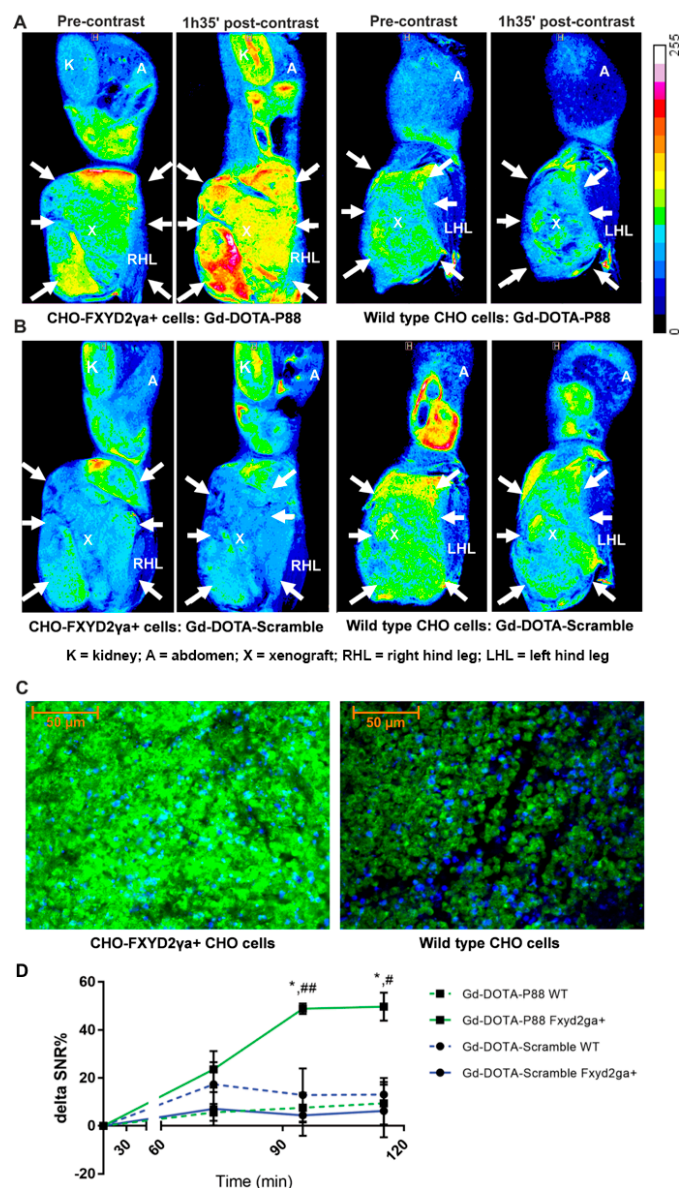 A
Pre-contrast 1h35' post-contrast Pre-contrast 1h35' post-contrast
H
K A K A A A
X RHL X RHL X LHL X LHL
255
0
CHO-FXYD2γa+ cells: Gd-DOTA-P88 Wild type CHO cells: Gd-DOTA-P88
B
H
K A K A A A
X RHL X RHL X LHL X LHL
CHO-FXYD2γa+ cells: Gd-DOTA-Scramble Wild type CHO cells: Gd-DOTA-Scramble
K = kidney; A = abdomen; X = xenograft; RHL = right hind leg; LHL = left hind leg
C
50 μm 50 μm
CHO-FXYD2γa+ CHO cells Wild type CHO cells
D
delta SNR%
60
40
20
0
-20
*,## *,#
30 60 90 120
Time (min)
Gd-DOTA-P88 WT
Gd-DOTA-P88 Fxyd2ga+
Gd-DOTA-Scramble WT
Gd-DOTA-Scramble Fxyd2ga+